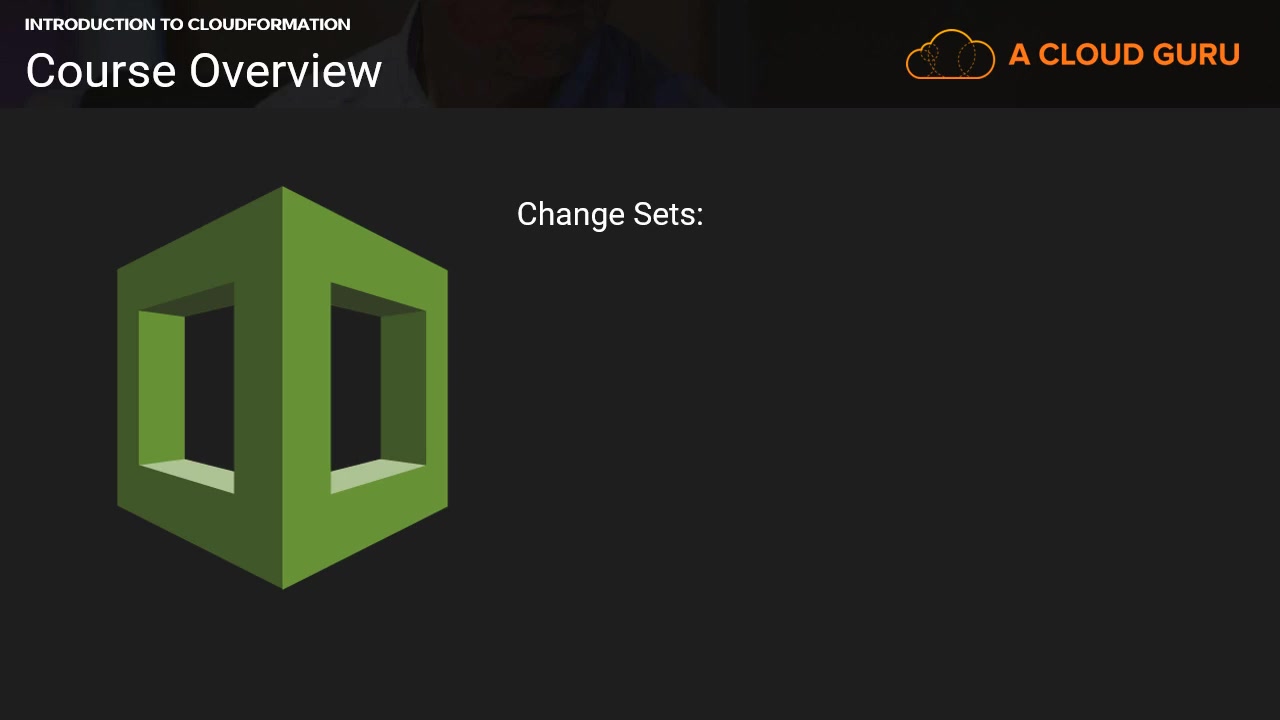 INTRODUCTION TO CLOUDFORMATION
Course Overview
A CLOUD GURU
Change Sets: